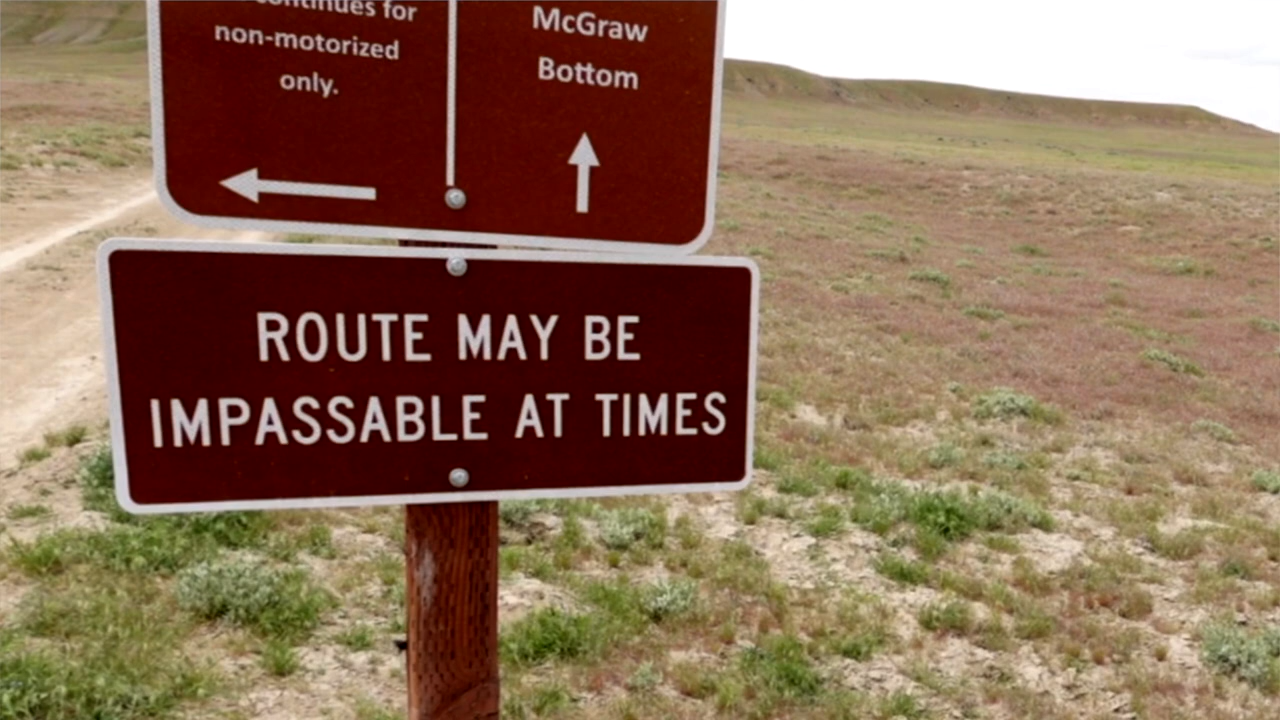 continues for
non-motorized
only.
McGraw
Bottom
ROUTE MAY BE
IMPASSABLE AT TIMES